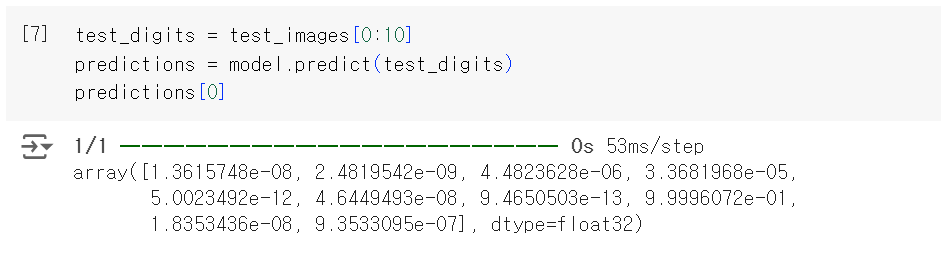 [7] test_digits = test_images[0:10]
predictions = model.predict(test_digits)
predictions[0]
1/1 ━━━━━━━━━━━━━━━━━━━━ 0s 53ms/step
array([1.3615748e-08, 2.4819542e-09, 4.4823628e-06, 3.3681968e-05,
5.0023492e-12, 4.6449493e-08, 9.4650503e-13, 9.9996072e-01,
1.8353436e-08, 9.3533095e-07], dtype=float32)